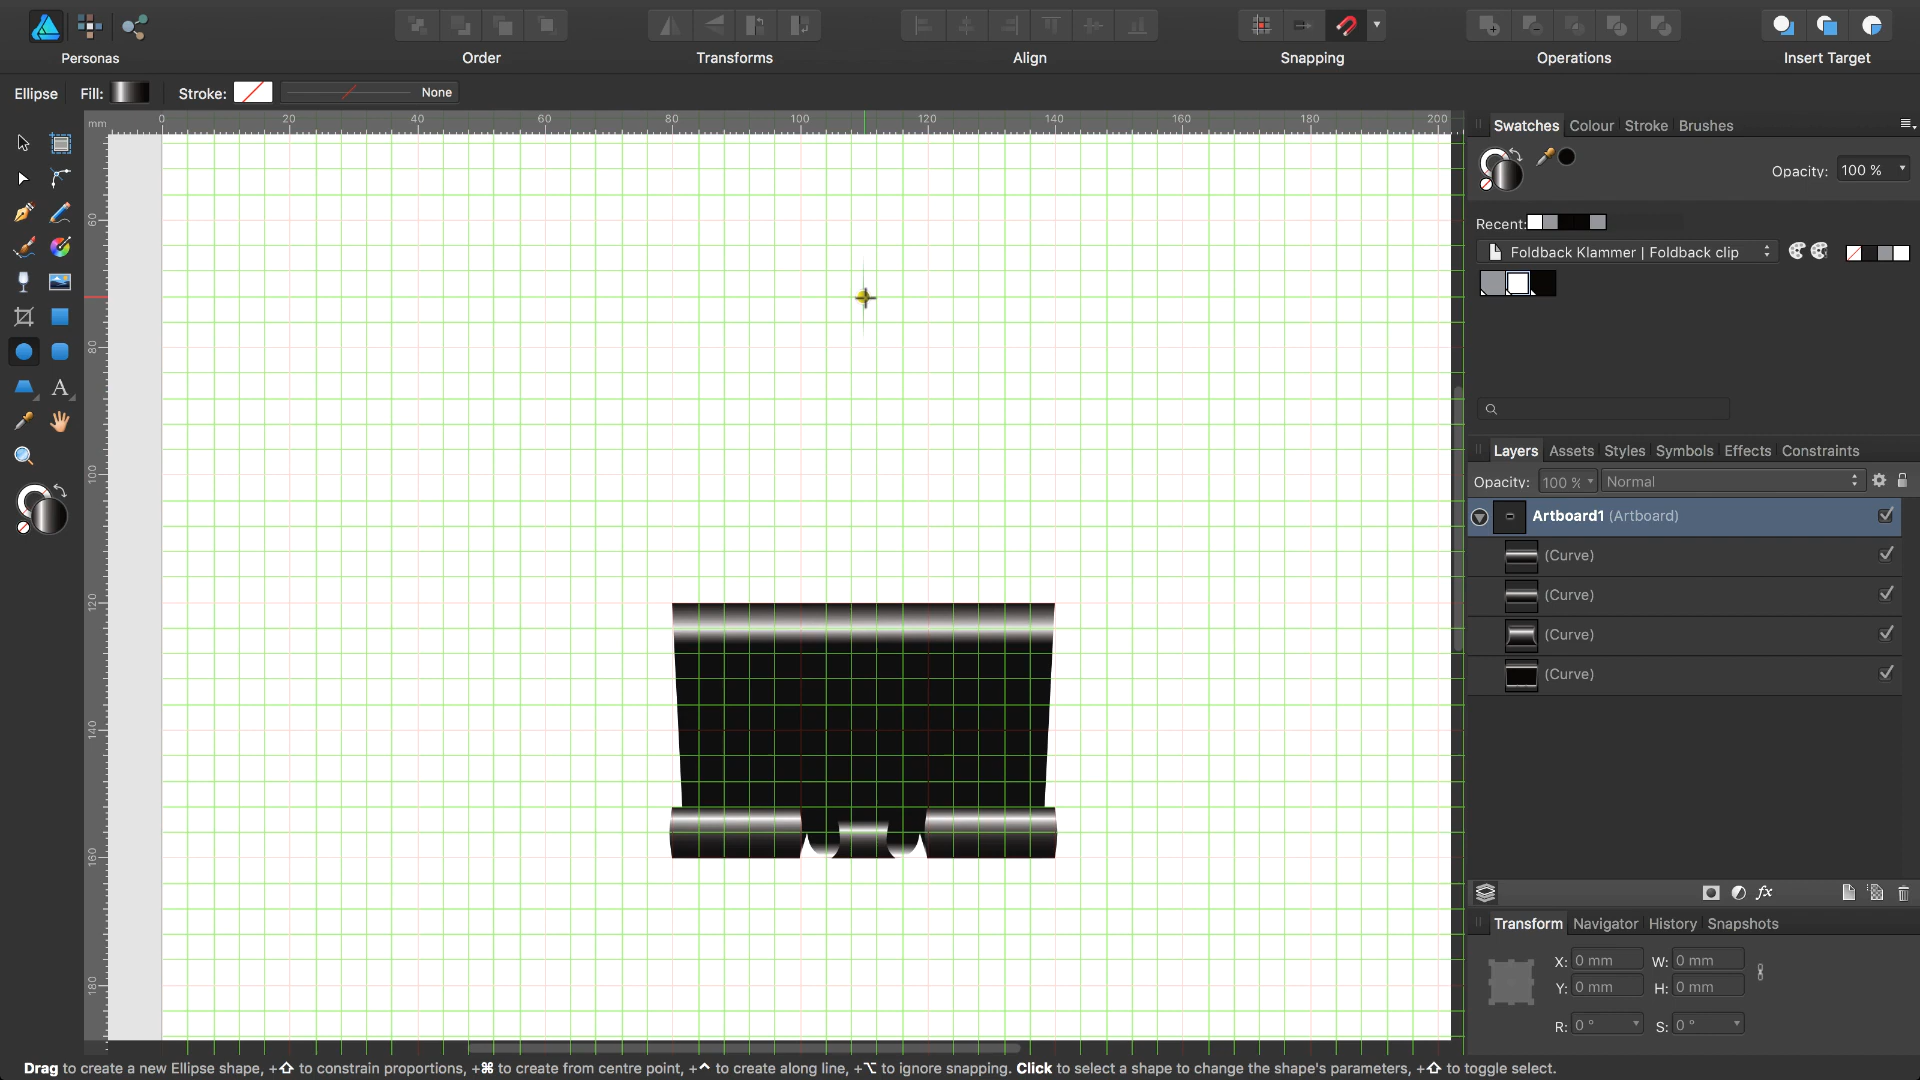 Personas
Order
Transforms
Align
Snapping
Operations
Insert Target
Ellipse Fill: Stroke: None
mm 0 20 40 60 80 100 120 140 160 180 200
60
80
100
120
140
160
180
Swatches Colour Stroke Brushes
Opacity: 100 %
Recent:
Foldback Klammer | Foldback clip
Layers Assets Styles Symbols Effects Constraints
Opacity: 100 % Normal
Artboard1 (Artboard)
(Curve)
(Curve)
(Curve)
(Curve)
fx
Transform Navigator History Snapshots
X: 0 mm W: 0 mm
Y: 0 mm H: 0 mm
R: 0 ° S: 0 °
Drag to create a new Ellipse shape, +⇧ to constrain proportions, +⌘ to create from centre point, +⌃ to create along line, +⌥ to ignore snapping. Click to select a shape to change the shape's parameters, +⇧ to toggle select.